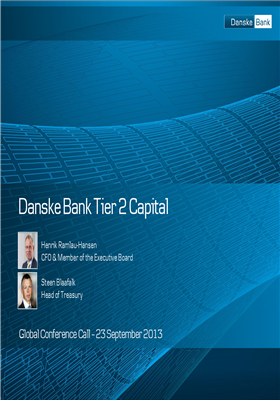 Danske Bank
Danske Bank Tier 2 Capital
Henrik Ramlau-Hansen
CFO & Member of the Executive Board
Steen Blaafalk
Head of Treasury
Global Conference Call - 23 September 2013